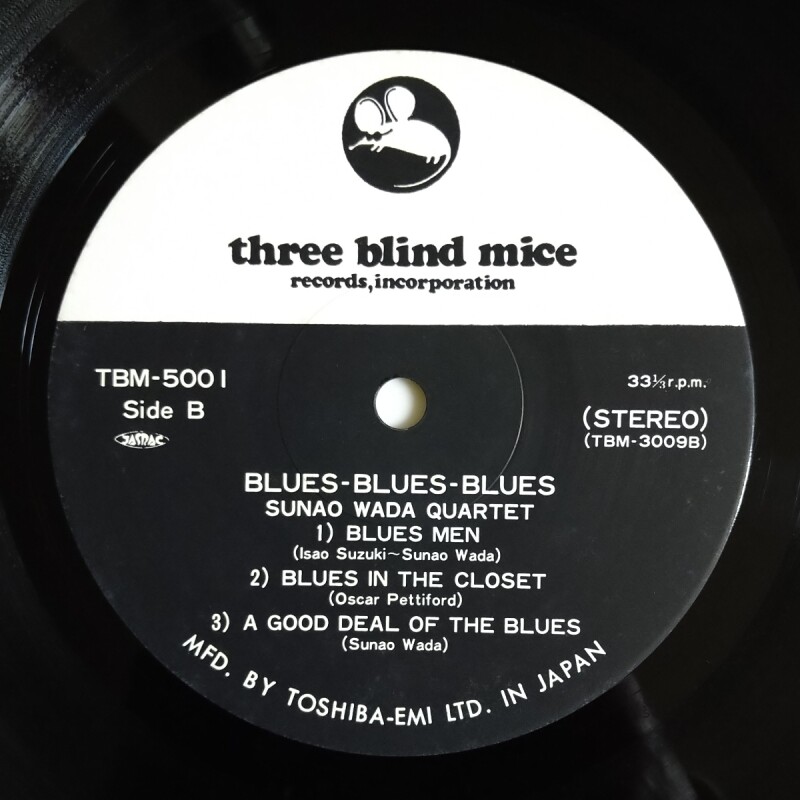 three blind mice
records,incorporation
TBM-5001
Side B
JASRAC
33⅓r.p.m.
(STEREO)
(TBM-3009B)
BLUES-BLUES-BLUES
SUNAO WADA QUARTET
1) BLUES MEN
(Isao Suzuki~Sunao Wada)
2) BLUES IN THE CLOSET
(Oscar Pettiford)
3) A GOOD DEAL OF THE BLUES
(Sunao Wada)
MFD. BY TOSHIBA-EMI LTD. IN JAPAN